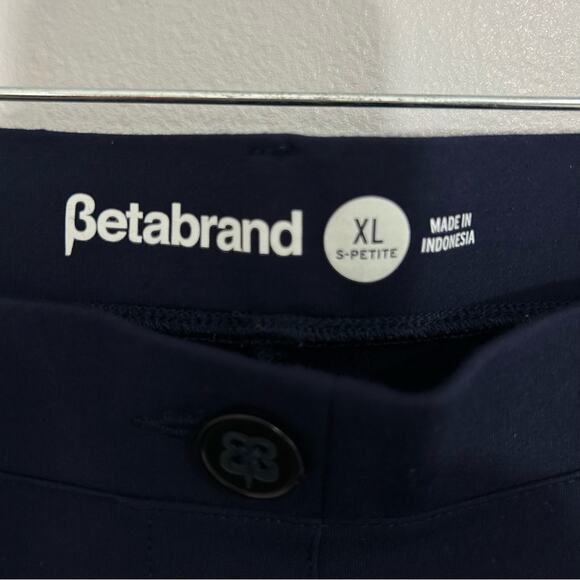 βetabrand
XL
S-PETITE
MADE IN
INDONESIA